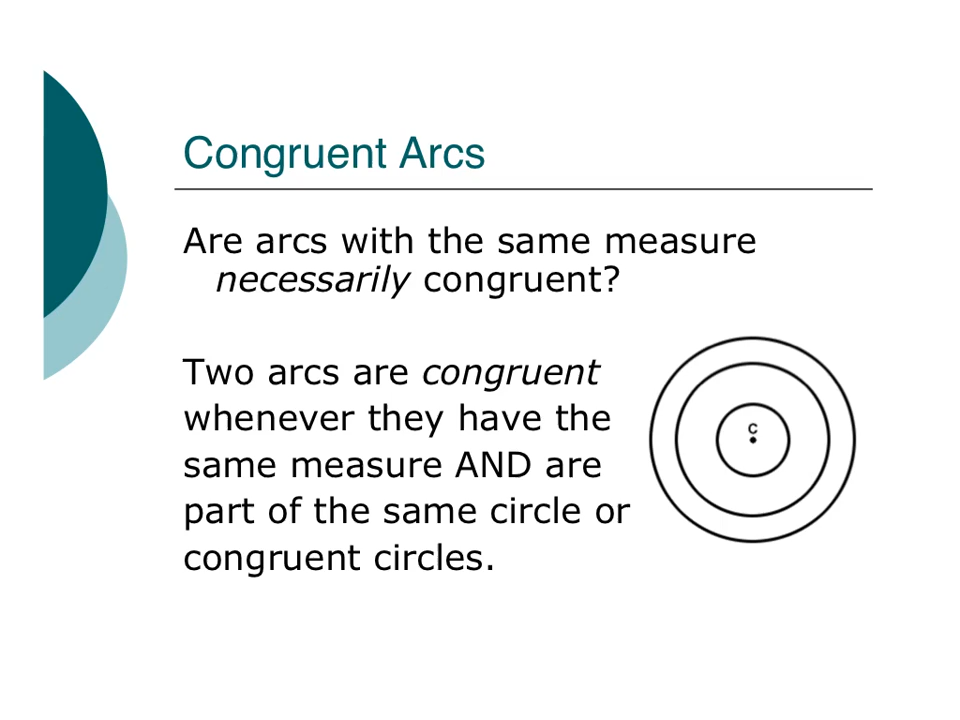 Congruent Arcs
Are arcs with the same measure
necessarily congruent?
Two arcs are congruent
whenever they have the
same measure AND are
part of the same circle or
congruent circles.
C